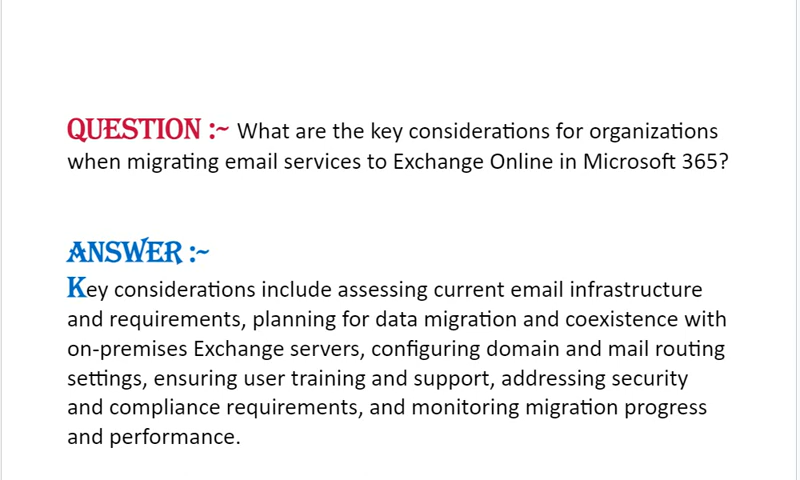 QUESTION :~ What are the key considerations for organizations
when migrating email services to Exchange Online in Microsoft 365?
ANSWER :~
Key considerations include assessing current email infrastructure
and requirements, planning for data migration and coexistence with
on-premises Exchange servers, configuring domain and mail routing
settings, ensuring user training and support, addressing security
and compliance requirements, and monitoring migration progress
and performance.